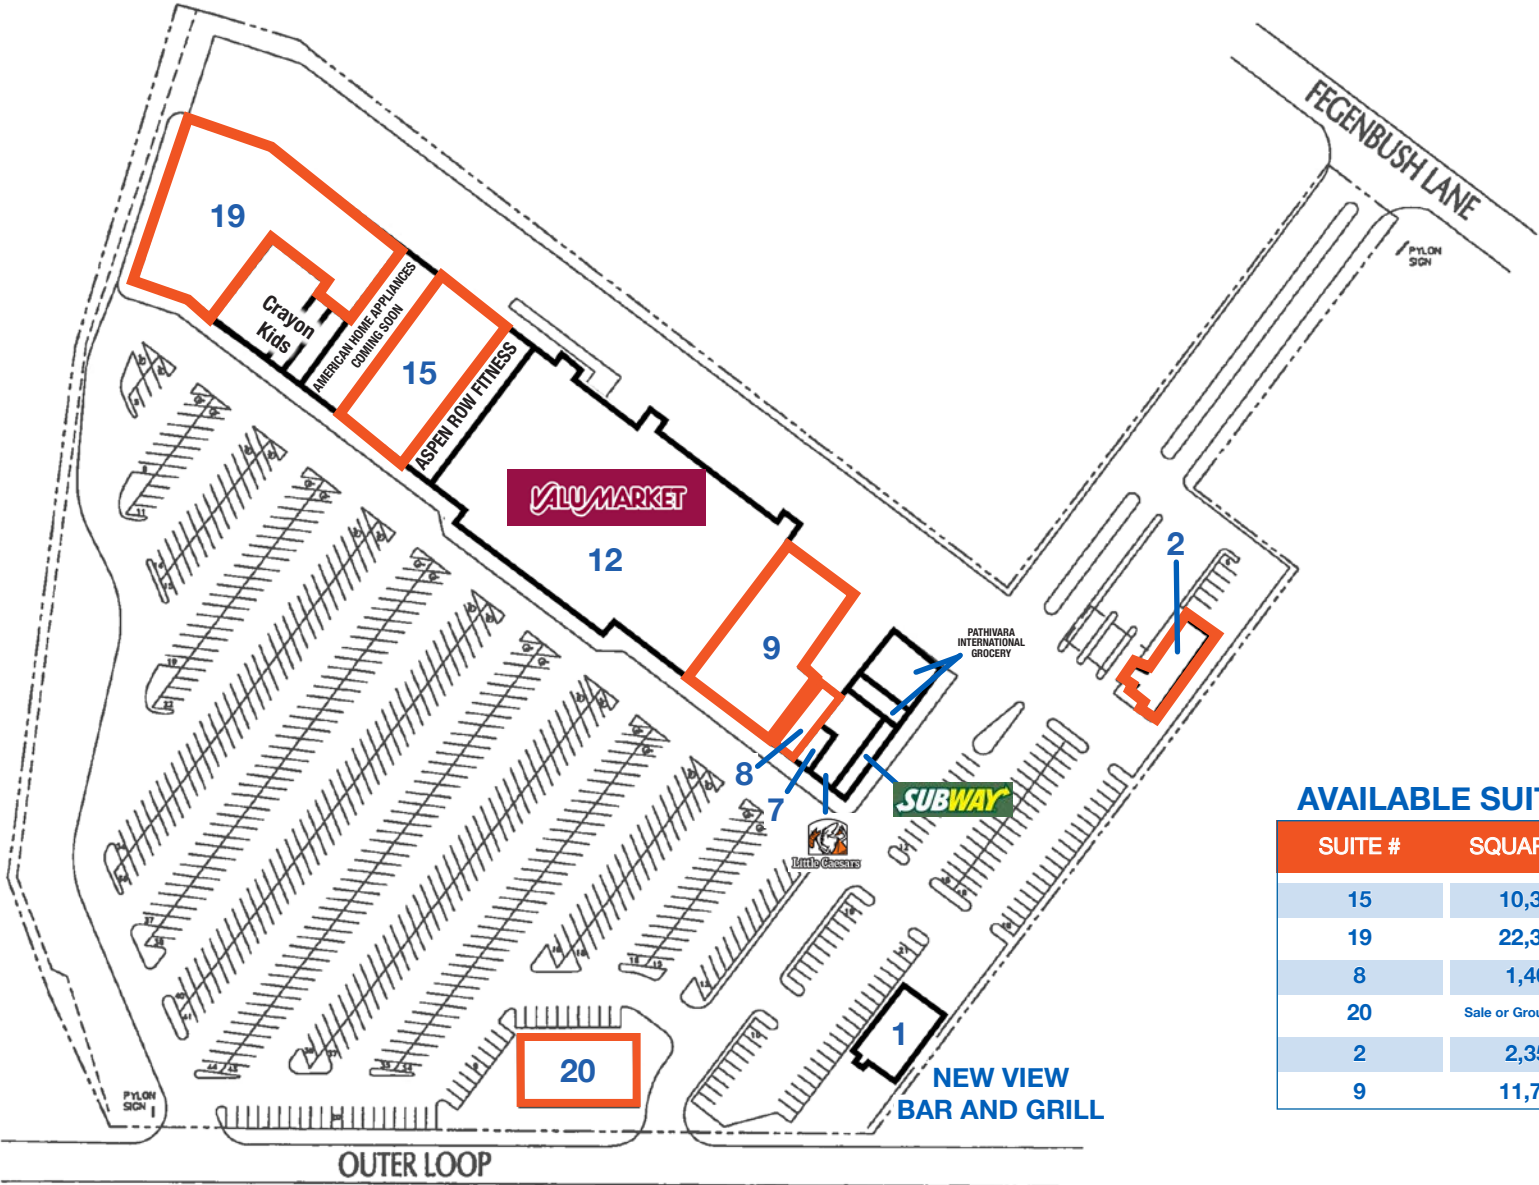 FEGENBUSH LANE
PYLON
SIGN
19
Crayon
Kids
AMERICAN HOME APPLIANCES
COMING SOON
15
ASPEN ROW FITNESS
VALUMARKET
12
2
9
PATHIVARA
INTERNATIONAL
GROCERY
8
7
SUBWAY
Little Caesars
AVAILABLE SUIT
SUITE # SQUAR
15 10,3
19 22,3
8 1,40
20 Sale or Grou
2 2,35
9 11,7
1
NEW VIEW
BAR AND GRILL
20
PYLON
SIGN
OUTER LOOP